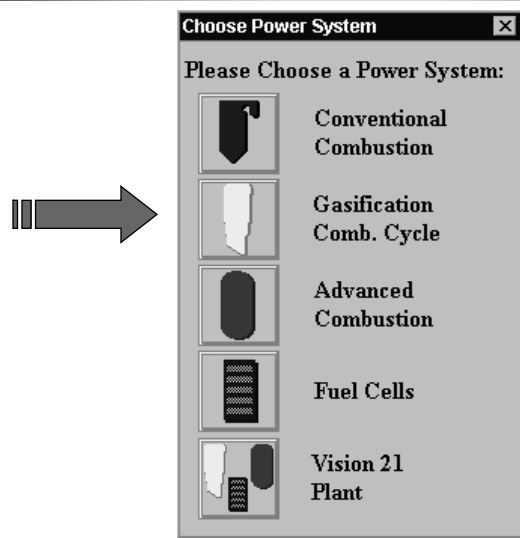 Choose Power System
Please Choose a Power System:
Conventional
Combustion
Gasification
Comb. Cycle
Advanced
Combustion
Fuel Cells
Vision 21
Plant